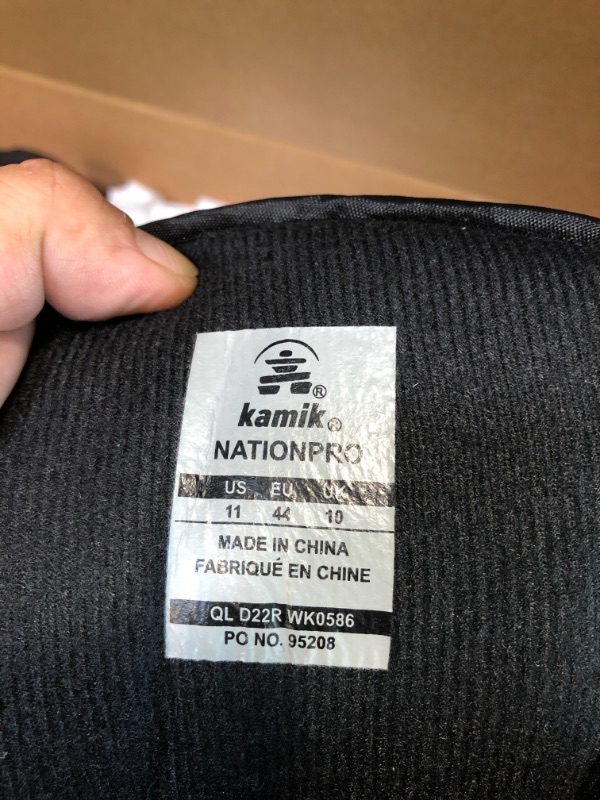 kamik®
NATIONPRO
US EU UK
11 44 10
MADE IN CHINA
FABRIQUÉ EN CHINE
QL D22R WK0586
PO NO. 95208